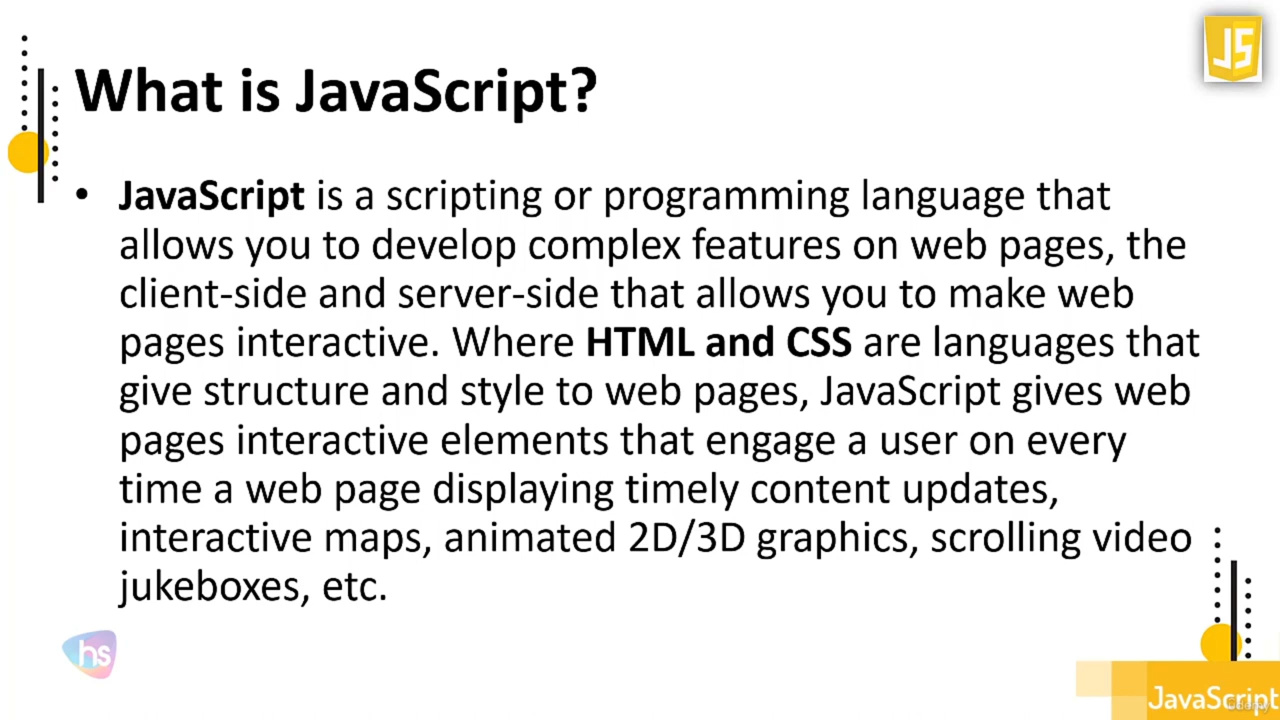 JS
What is JavaScript?
• JavaScript is a scripting or programming language that
allows you to develop complex features on web pages, the
client-side and server-side that allows you to make web
pages interactive. Where HTML and CSS are languages that
give structure and style to web pages, JavaScript gives web
pages interactive elements that engage a user on every
time a web page displaying timely content updates,
interactive maps, animated 2D/3D graphics, scrolling video
jukeboxes, etc.
hs
JavaScript
udemy